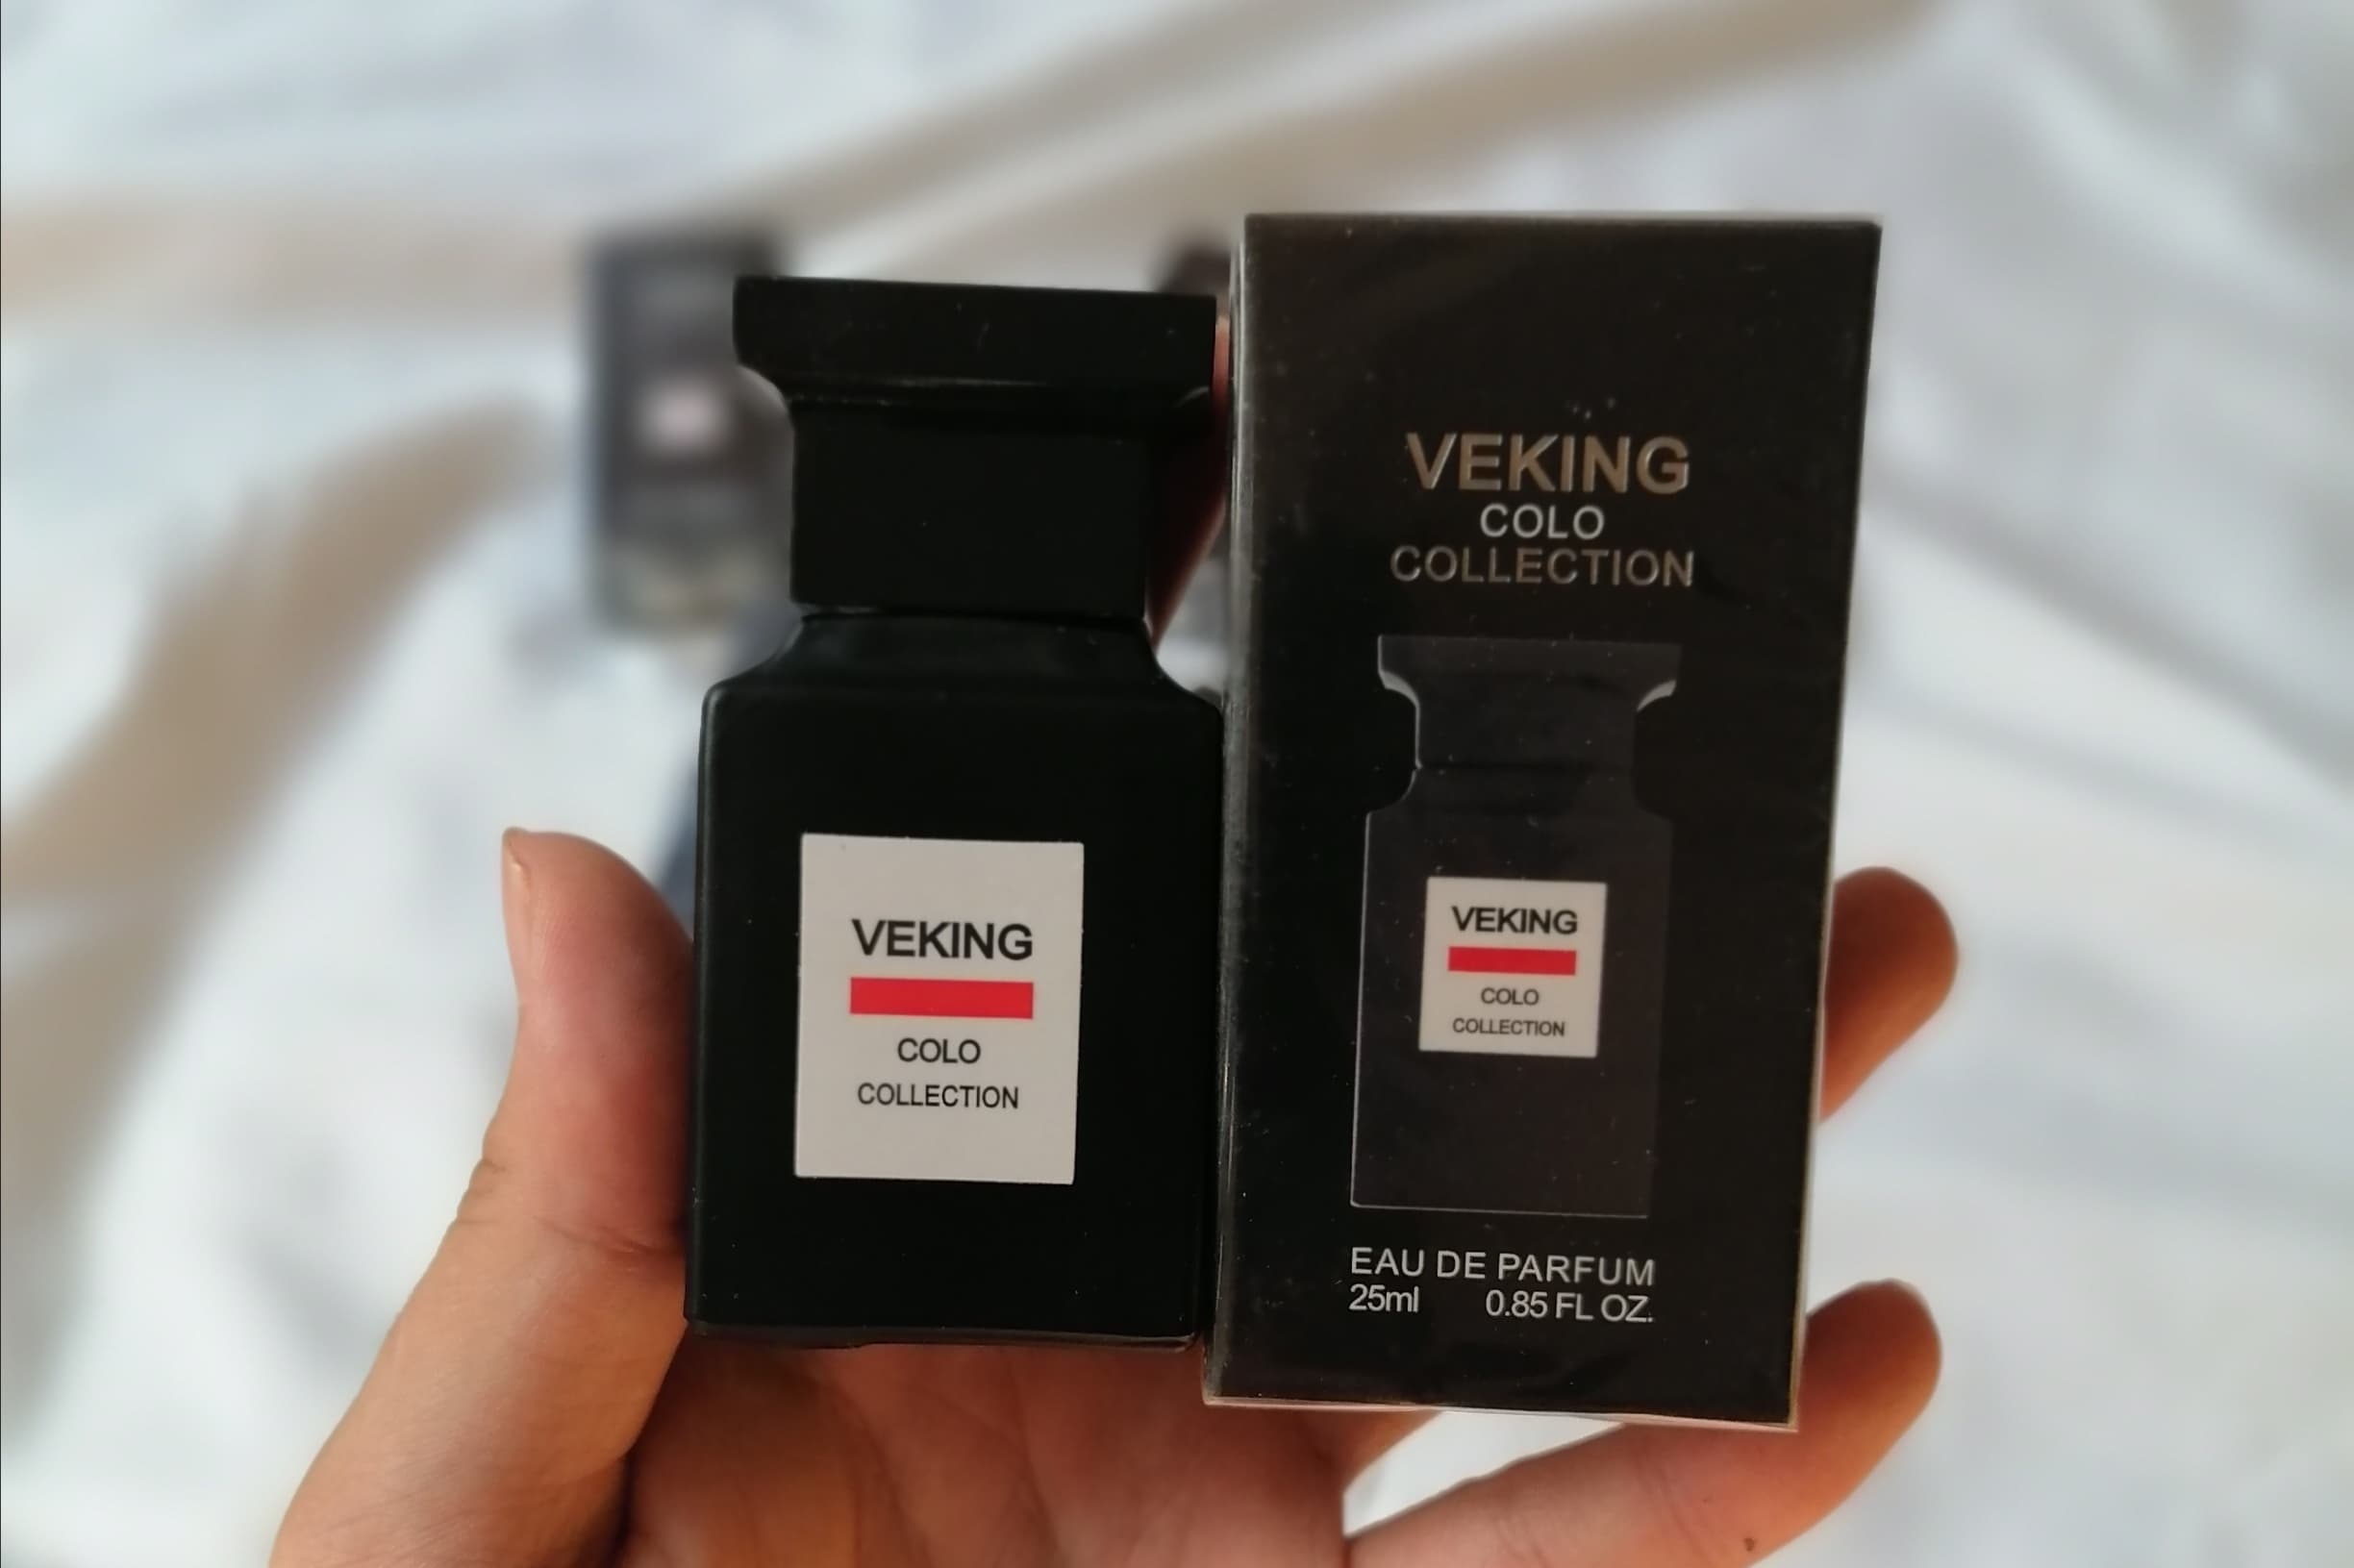 VEKING
COLO
COLLECTION
VEKING
COLO
COLLECTION
VEKING
COLO
COLLECTION
EAU DE PARFUM
25ml 0.85 FL OZ.